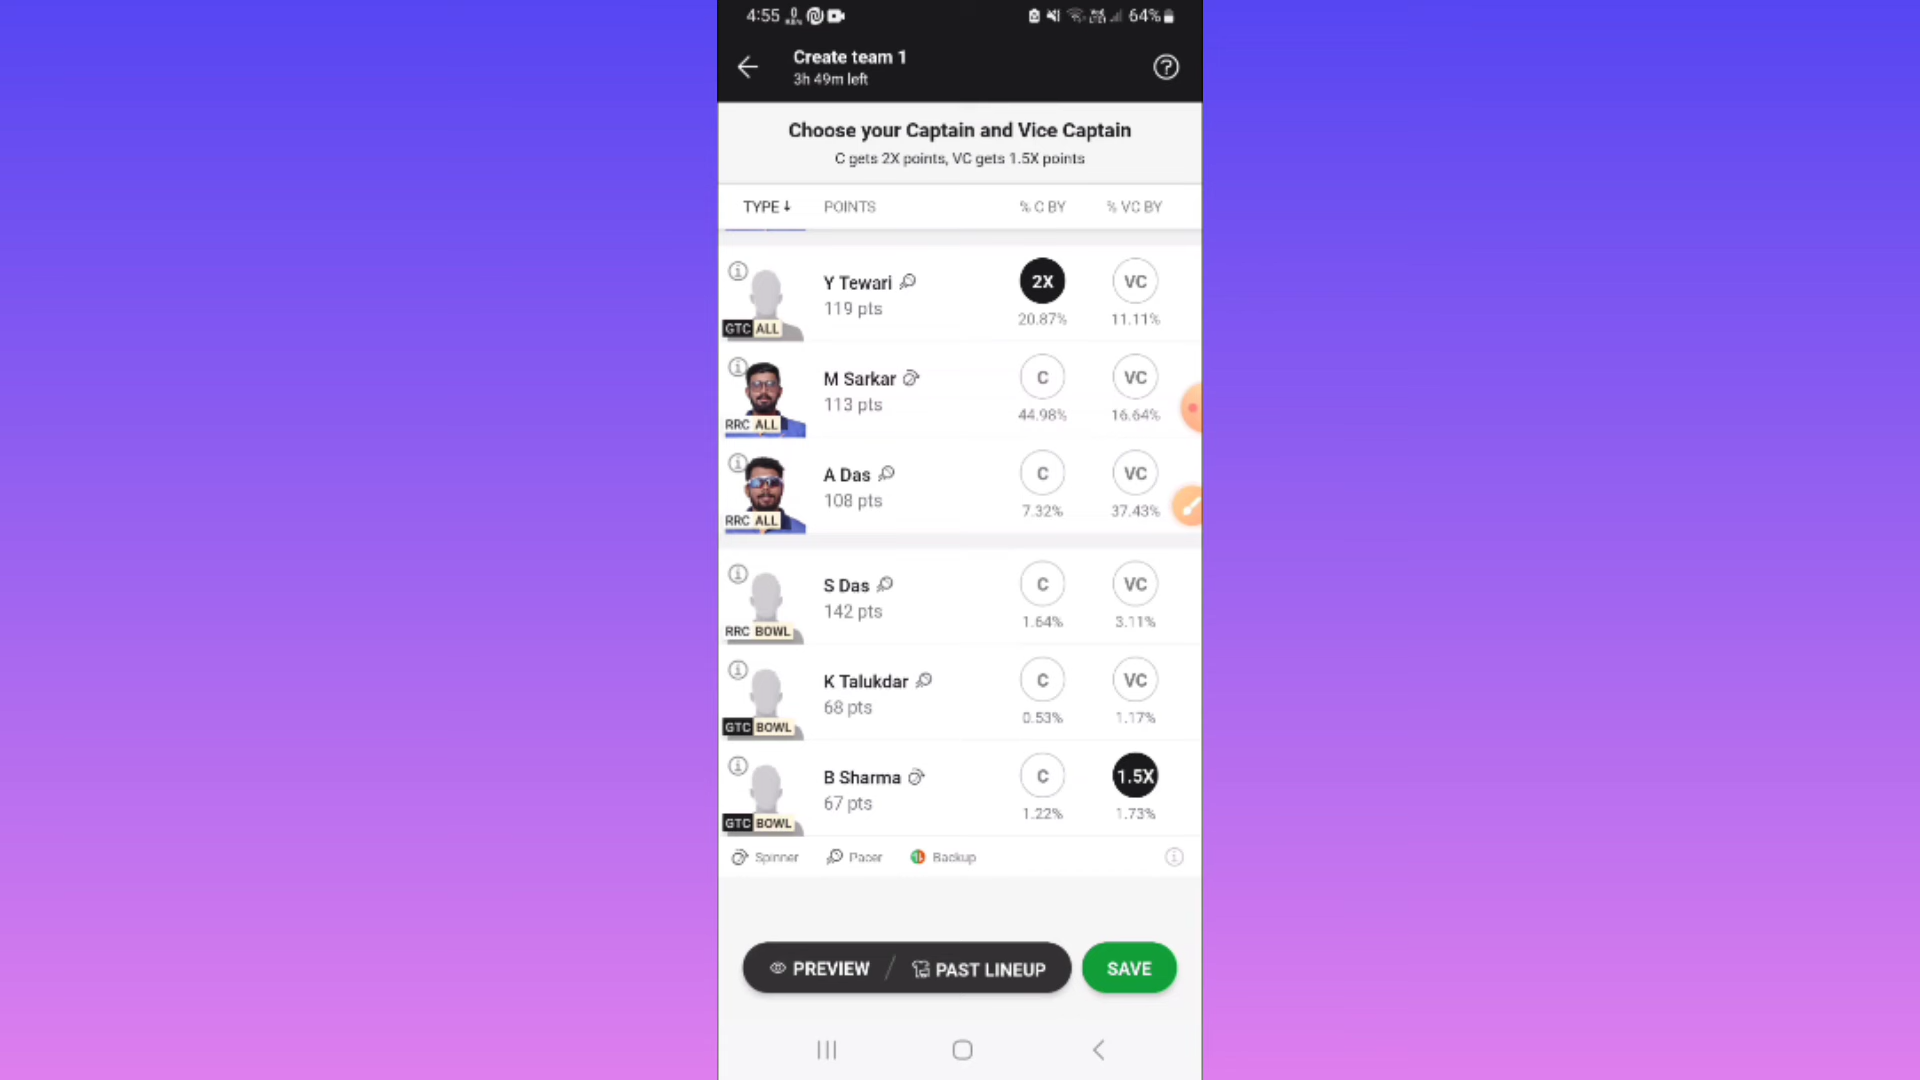 4:55 64%
Create team 1
3h 49m left
Choose your Captain and Vice Captain
C gets 2X points, VC gets 1.5X points
TYPE POINTS % C BY % VC BY
Y Tewari 2X VC
119 pts 20.87% 11.11%
GTC ALL
M Sarkar C VC
113 pts 44.98% 16.64%
RRC ALL
A Das C VC
108 pts 7.32% 37.43%
RRC ALL
S Das C VC
142 pts 1.64% 3.11%
RRC BOWL
K Talukdar C VC
68 pts 0.53% 1.17%
GTC BOWL
B Sharma C 1.5X
67 pts 1.22% 1.73%
GTC BOWL
Spinner Pacer Backup
PREVIEW / PAST LINEUP SAVE